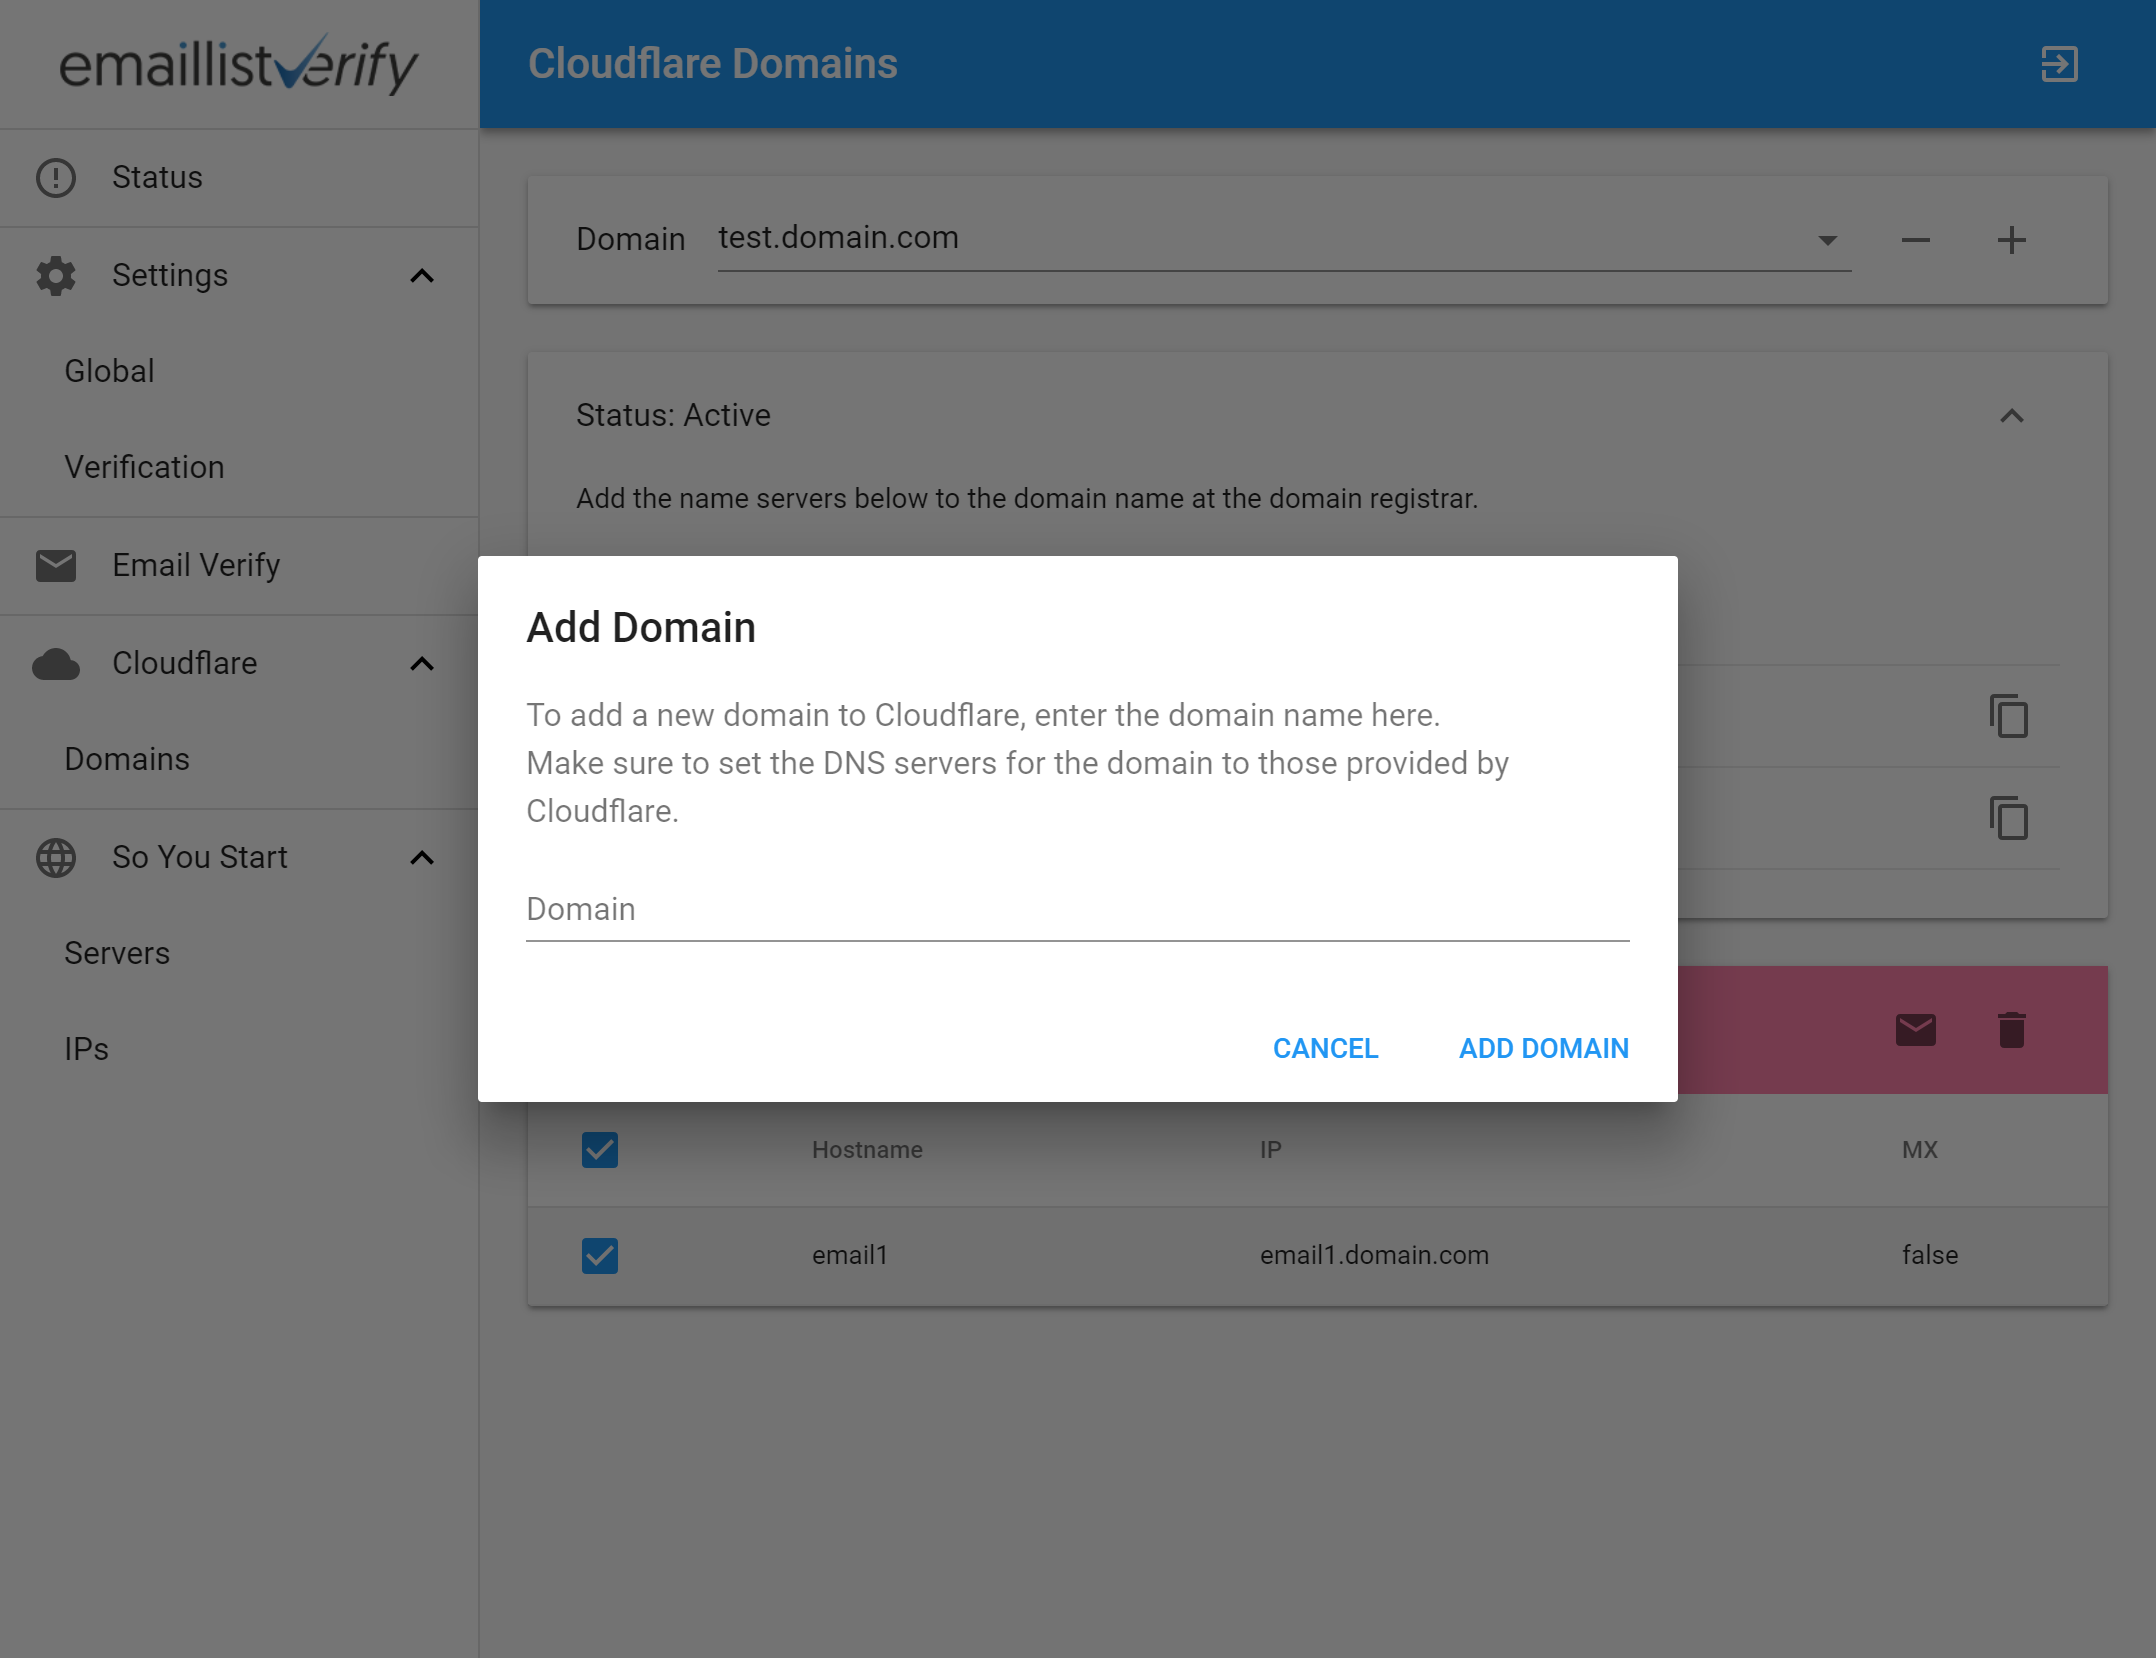 emaillistverify
Cloudflare Domains
Status
Settings
Global
Verification
Email Verify
Cloudflare
Domains
So You Start
Servers
IPs
Domain test.domain.com
Status: Active
Add the name servers below to the domain name at the domain registrar.
Add Domain
To add a new domain to Cloudflare, enter the domain name here.
Make sure to set the DNS servers for the domain to those provided by
Cloudflare.
Domain
CANCEL ADD DOMAIN
Hostname IP MX
email1 email1.domain.com false